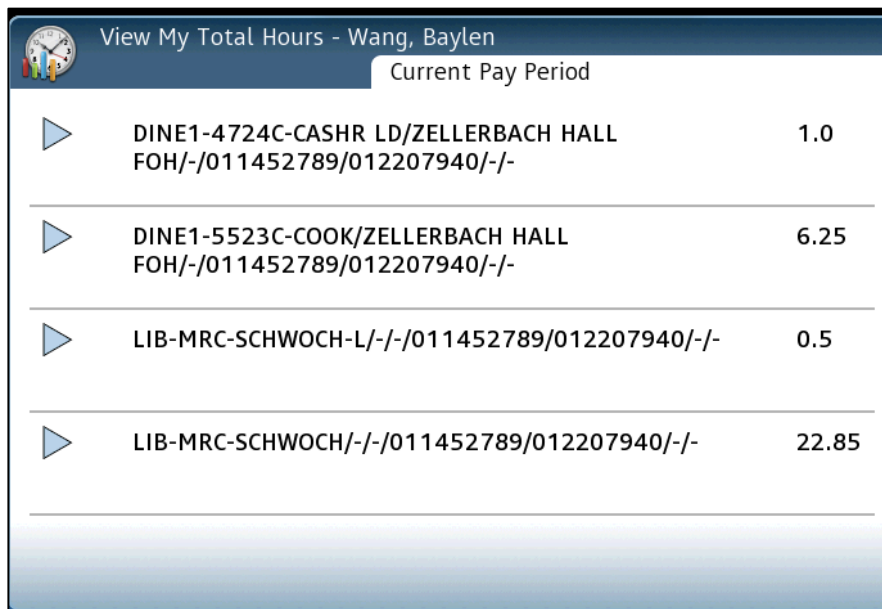 View My Total Hours - Wang, Baylen
Current Pay Period
DINE1-4724C-CASHR LD/ZELLERBACH HALL 1.0
FOH/-/011452789/012207940/-/-
DINE1-5523C-COOK/ZELLERBACH HALL 6.25
FOH/-/011452789/012207940/-/-
LIB-MRC-SCHWOCH-L/-/-/011452789/012207940/-/- 0.5
LIB-MRC-SCHWOCH/-/-/011452789/012207940/-/- 22.85